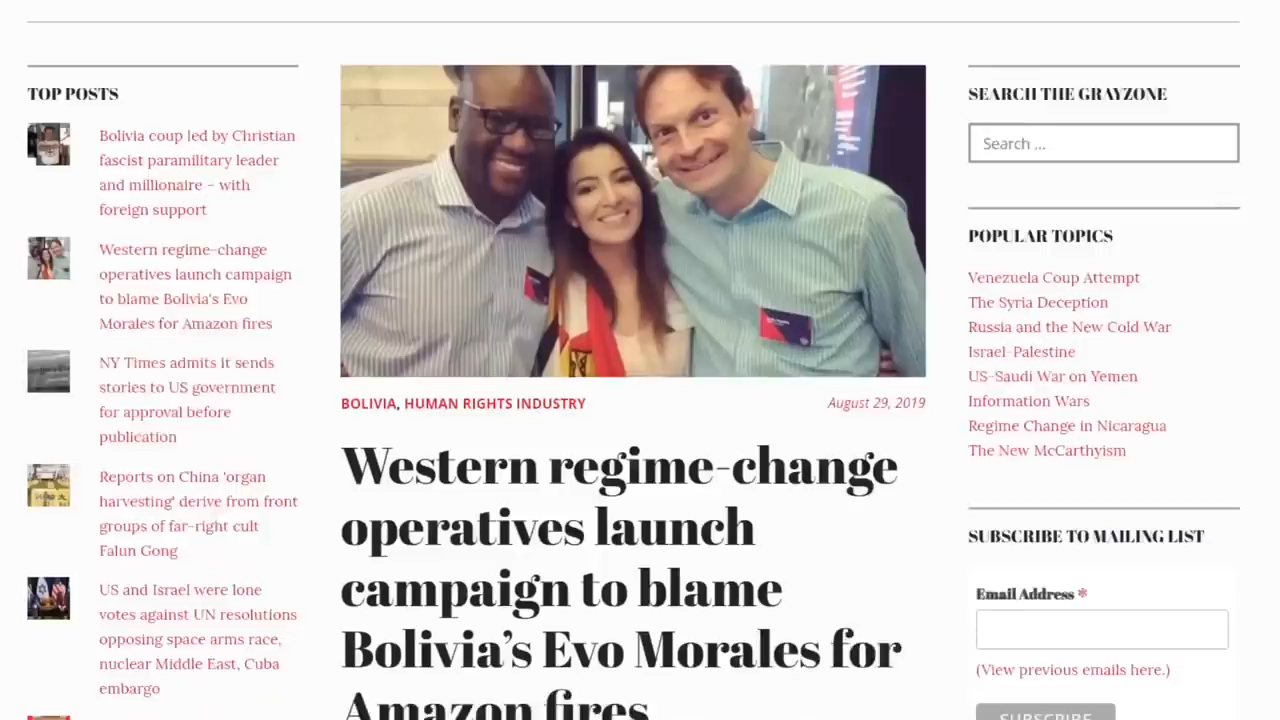 TOP POSTS
Bolivia coup led by Christian
fascist paramilitary leader
and millionaire – with
foreign support
Western regime-change
operatives launch campaign
to blame Bolivia's Evo
Morales for Amazon fires
NY Times admits it sends
stories to US government
for approval before
publication
Reports on China 'organ
harvesting' derive from front
groups of far-right cult
Falun Gong
US and Israel were lone
votes against UN resolutions
opposing space arms race,
nuclear Middle East, Cuba
embargo
BOLIVIA, HUMAN RIGHTS INDUSTRY
August 29, 2019
Western regime-change
operatives launch
campaign to blame
Bolivia’s Evo Morales for
Amazon fires
SEARCH THE GRAYZONE
Search ...
POPULAR TOPICS
Venezuela Coup Attempt
The Syria Deception
Russia and the New Cold War
Israel-Palestine
US-Saudi War on Yemen
Information Wars
Regime Change in Nicaragua
The New McCarthyism
SUBSCRIBE TO MAILING LIST
Email Address *
(View previous emails here.)
SUBSCRIBE